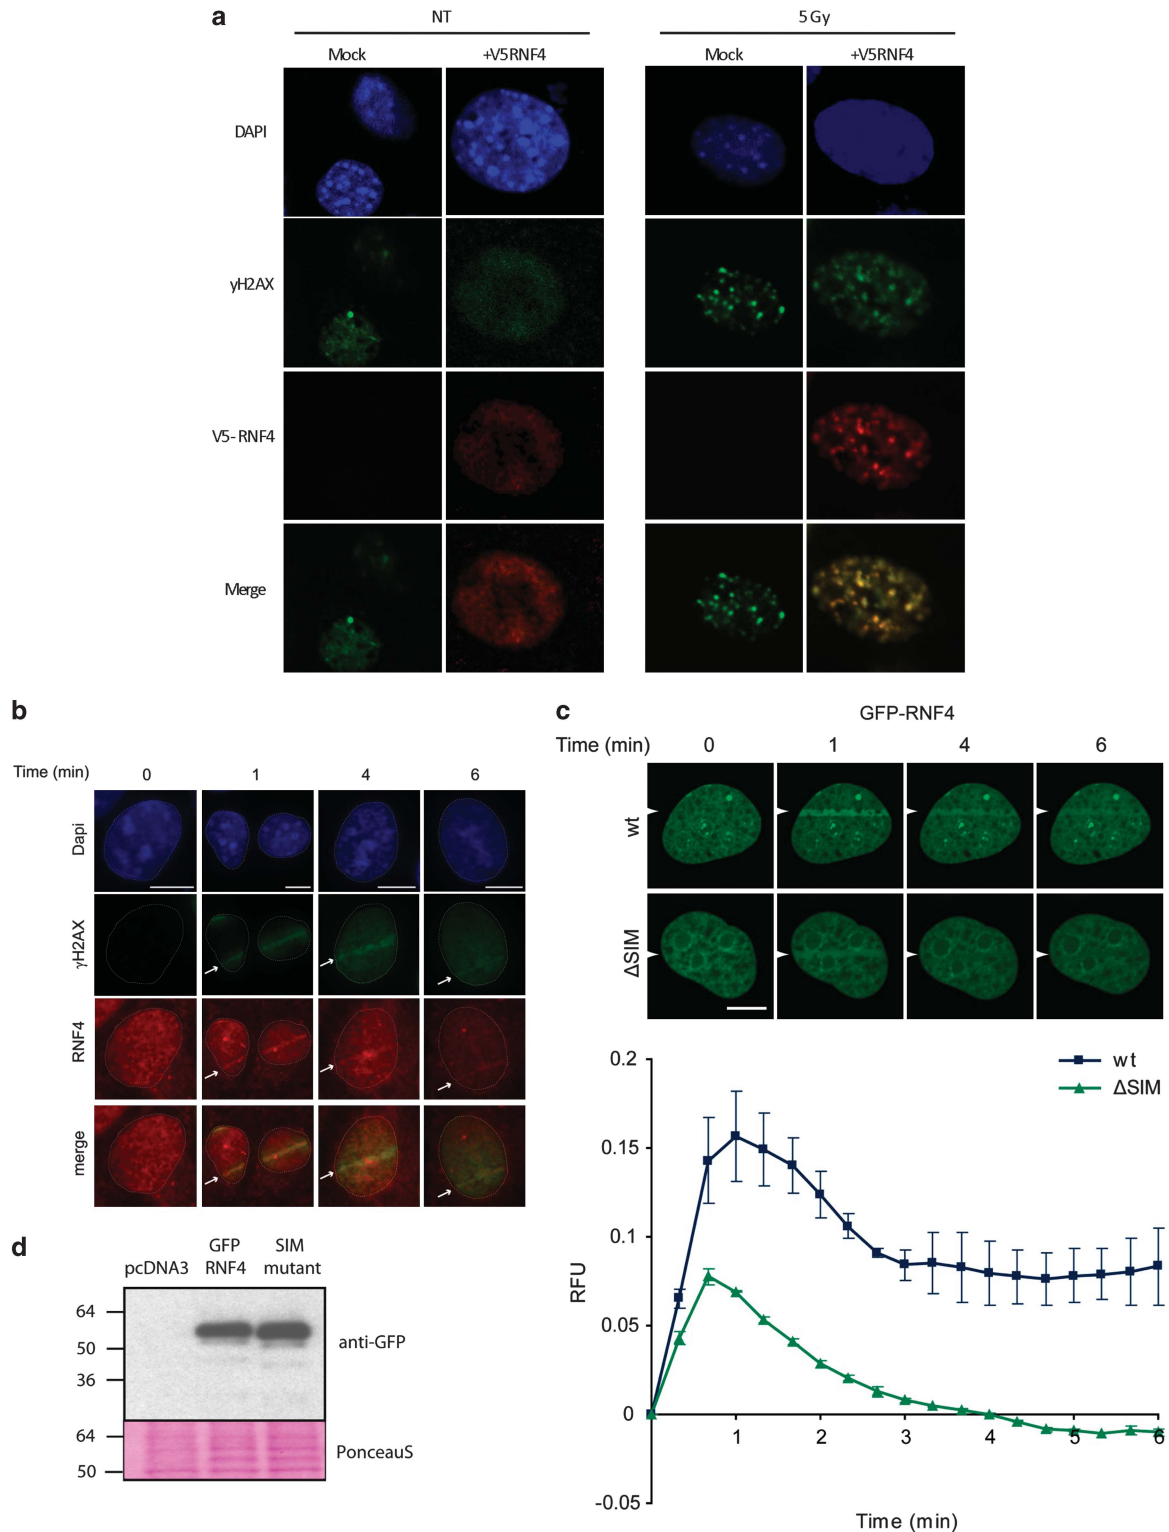 a
NT
5 Gy
Mock
+V5RNF4
Mock
+V5RNF4
DAPI
γH2AX
V5-RNF4
Merge
b
Time (min)
0
1
4
6
Dapi
γH2AX
RNF4
merge
c
GFP-RNF4
Time (min)
0
1
4
6
wt
ΔSIM
0.2
0.15
0.1
0.05
0
-0.05
RFU
1
2
3
4
5
6
Time (min)
wt
ΔSIM
d
pcDNA3
GFP
RNF4
SIM
mutant
64
50
36
anti-GFP
64
50
PonceauS